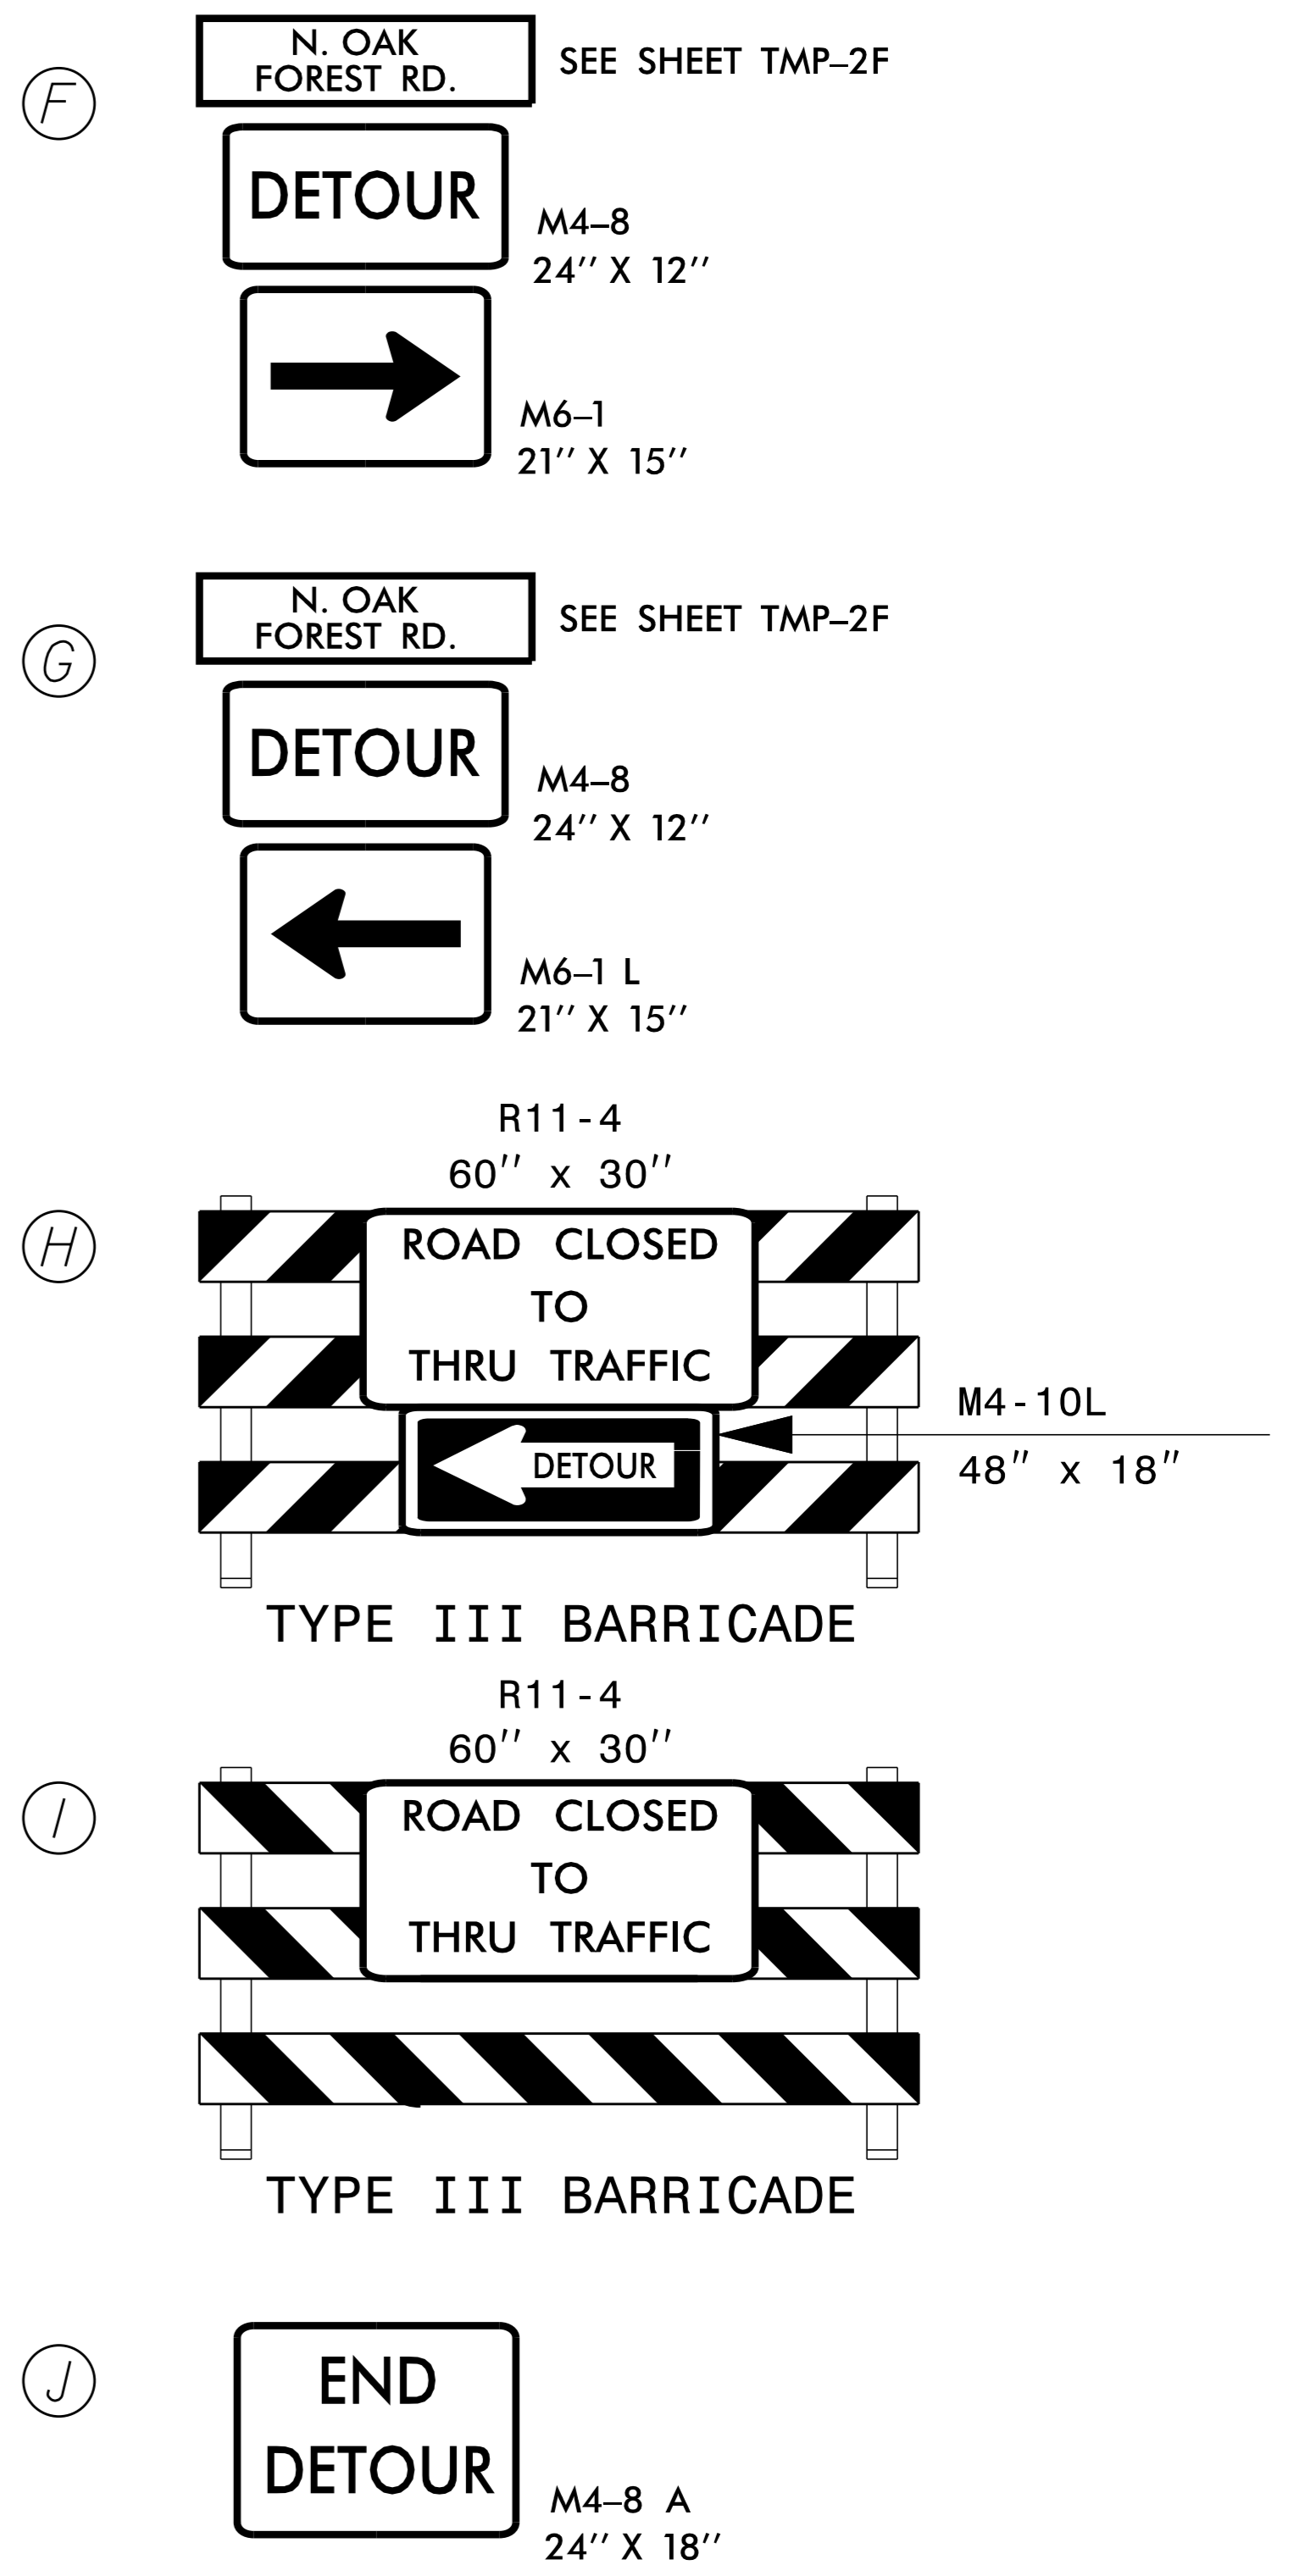 F
N. OAK
FOREST RD.
SEE SHEET TMP–2F
DETOUR
M4–8
24″ X 12″
M6–1
21″ X 15″
G
N. OAK
FOREST RD.
SEE SHEET TMP–2F
DETOUR
M4–8
24″ X 12″
M6–1 L
21″ X 15″
R11-4
60″ x 30″
H
ROAD CLOSED
TO
THRU TRAFFIC
M4-10L
48″ x 18″
DETOUR
TYPE III BARRICADE
R11-4
60″ x 30″
I
ROAD CLOSED
TO
THRU TRAFFIC
TYPE III BARRICADE
J
END
DETOUR
M4–8 A
24″ X 18″